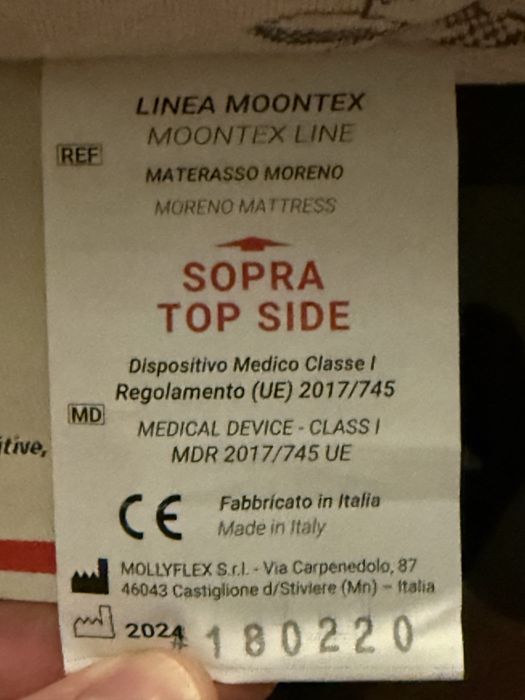 LINEA MOONTEX
MOONTEX LINE
REF
MATERASSO MORENO
MORENO MATTRESS
SOPRA
TOP SIDE
Dispositivo Medico Classe I
Regolamento (UE) 2017/745
MD
MEDICAL DEVICE - CLASS I
MDR 2017/745 UE
itive,
CE
Fabbricato in Italia
Made in Italy
MOLLYFLEX S.r.l. - Via Carpenedolo, 87
46043 Castiglione d/Stiviere (Mn) – Italia
2024 #180220